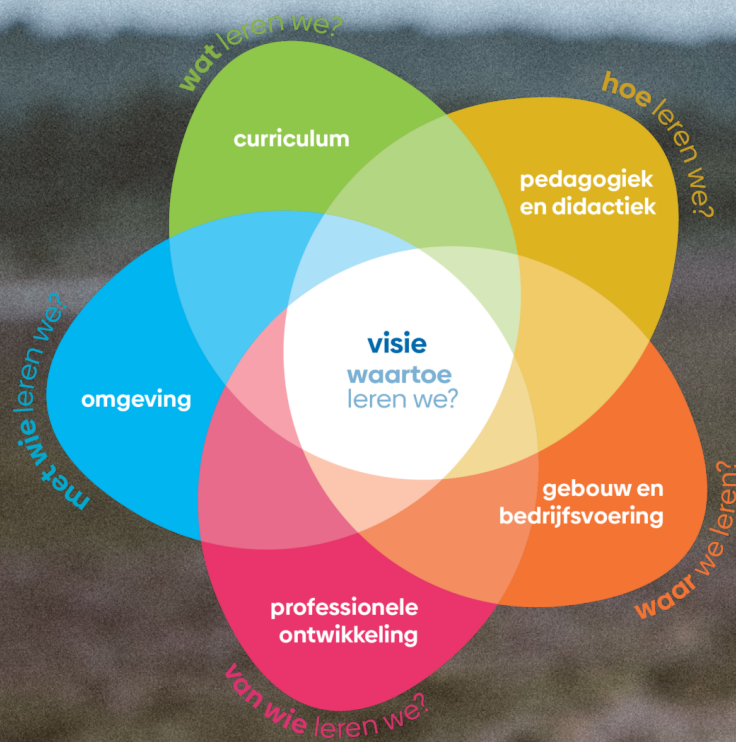 wat leren we?
curriculum
hoe leren we?
pedagogiek
en didactiek
visie
waartoe
leren we?
met wie leren we?
omgeving
gebouw en
bedrijfsvoering
waar we leren?
professionele
ontwikkeling
van wie leren we?